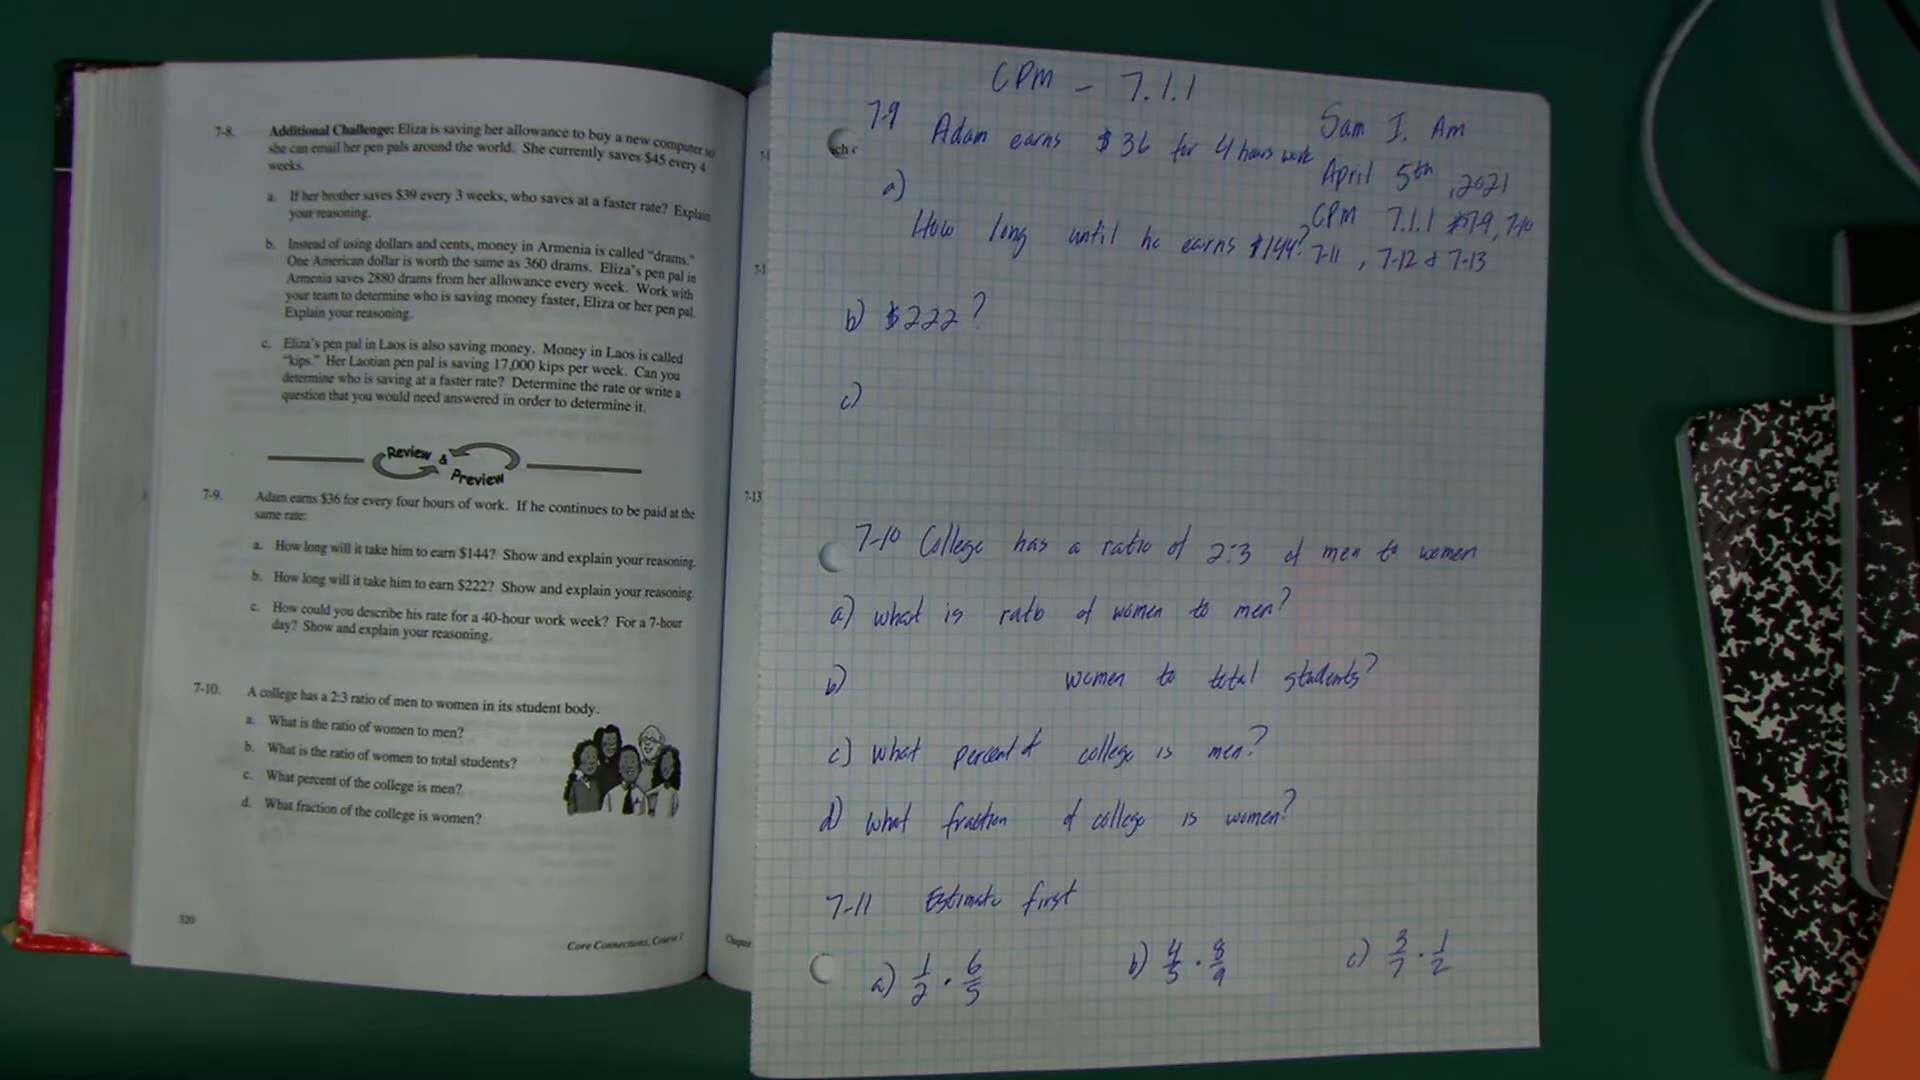 7-8. Additional Challenge: Eliza is saving her allowance to buy a new computer so
she can email her pen pals around the world. She currently saves $45 every 4
weeks.
a. If her brother saves $39 every 3 weeks, who saves at a faster rate? Explain
your reasoning.
b. Instead of using dollars and cents, money in Armenia is called “drams.”
One American dollar is worth the same as 360 drams. Eliza’s pen pal in
Armenia saves 2880 drams from her allowance every week. Work with
your team to determine who is saving money faster, Eliza or her pen pal.
Explain your reasoning.
c. Eliza’s pen pal in Laos is also saving money. Money in Laos is called
“kips.” Her Laotian pen pal is saving 17,000 kips per week. Can you
determine who is saving at a faster rate? Determine the rate or write a
question that you would need answered in order to determine it.
Review &
Preview
7-9. Adam earns $36 for every four hours of work. If he continues to be paid at the
same rate:
a. How long will it take him to earn $144? Show and explain your reasoning.
b. How long will it take him to earn $222? Show and explain your reasoning.
c. How could you describe his rate for a 40-hour work week? For a 7-hour
day? Show and explain your reasoning.
7-10. A college has a 2:3 ratio of men to women in its student body.
a. What is the ratio of women to men?
b. What is the ratio of women to total students?
c. What percent of the college is men?
d. What fraction of the college is women?
320
Core Connections, Course
Chapter
7-13
CPM - 7.1.1
Sam I. Am
April 5th, 2021
CPM 7.1.1 #7-9, 7-10
7-11, 7-12 & 7-13
7-9 Adam earns $36 for 4 hours work
a)
How long until he earns $144?
b) $222?
c)
7-10 College has a ratio of 2:3 of men to women
a) what is ratio of women to men?
b) women to total students?
c) What percent of college is men?
d) What fraction of college is women?
7-11 Estimate first
a) 1/2 · 6/5 b) 4/5 · 8/9 c) 3/7 · 1/2